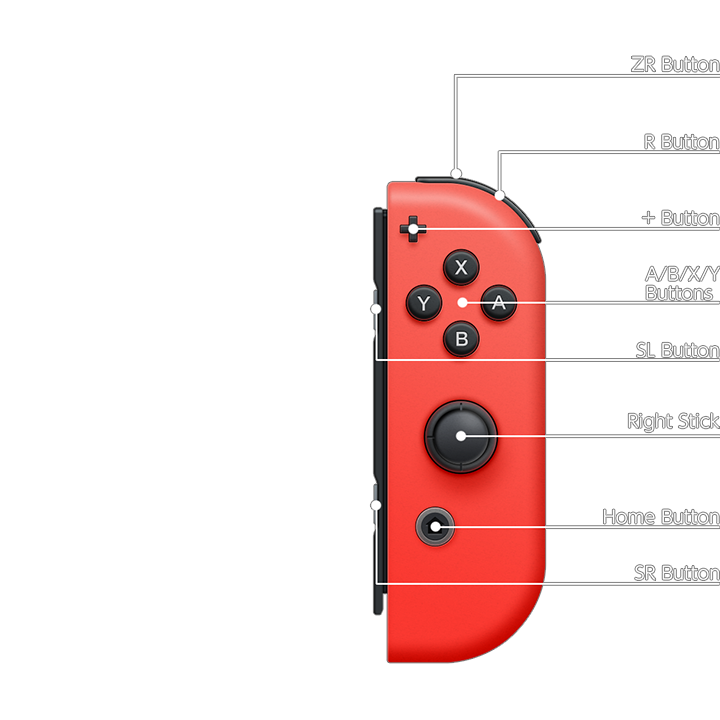 ZR Button
R Button
+ Button
A/B/X/Y
Buttons
X
Y
A
B
SL Button
Right Stick
Home Button
SR Button